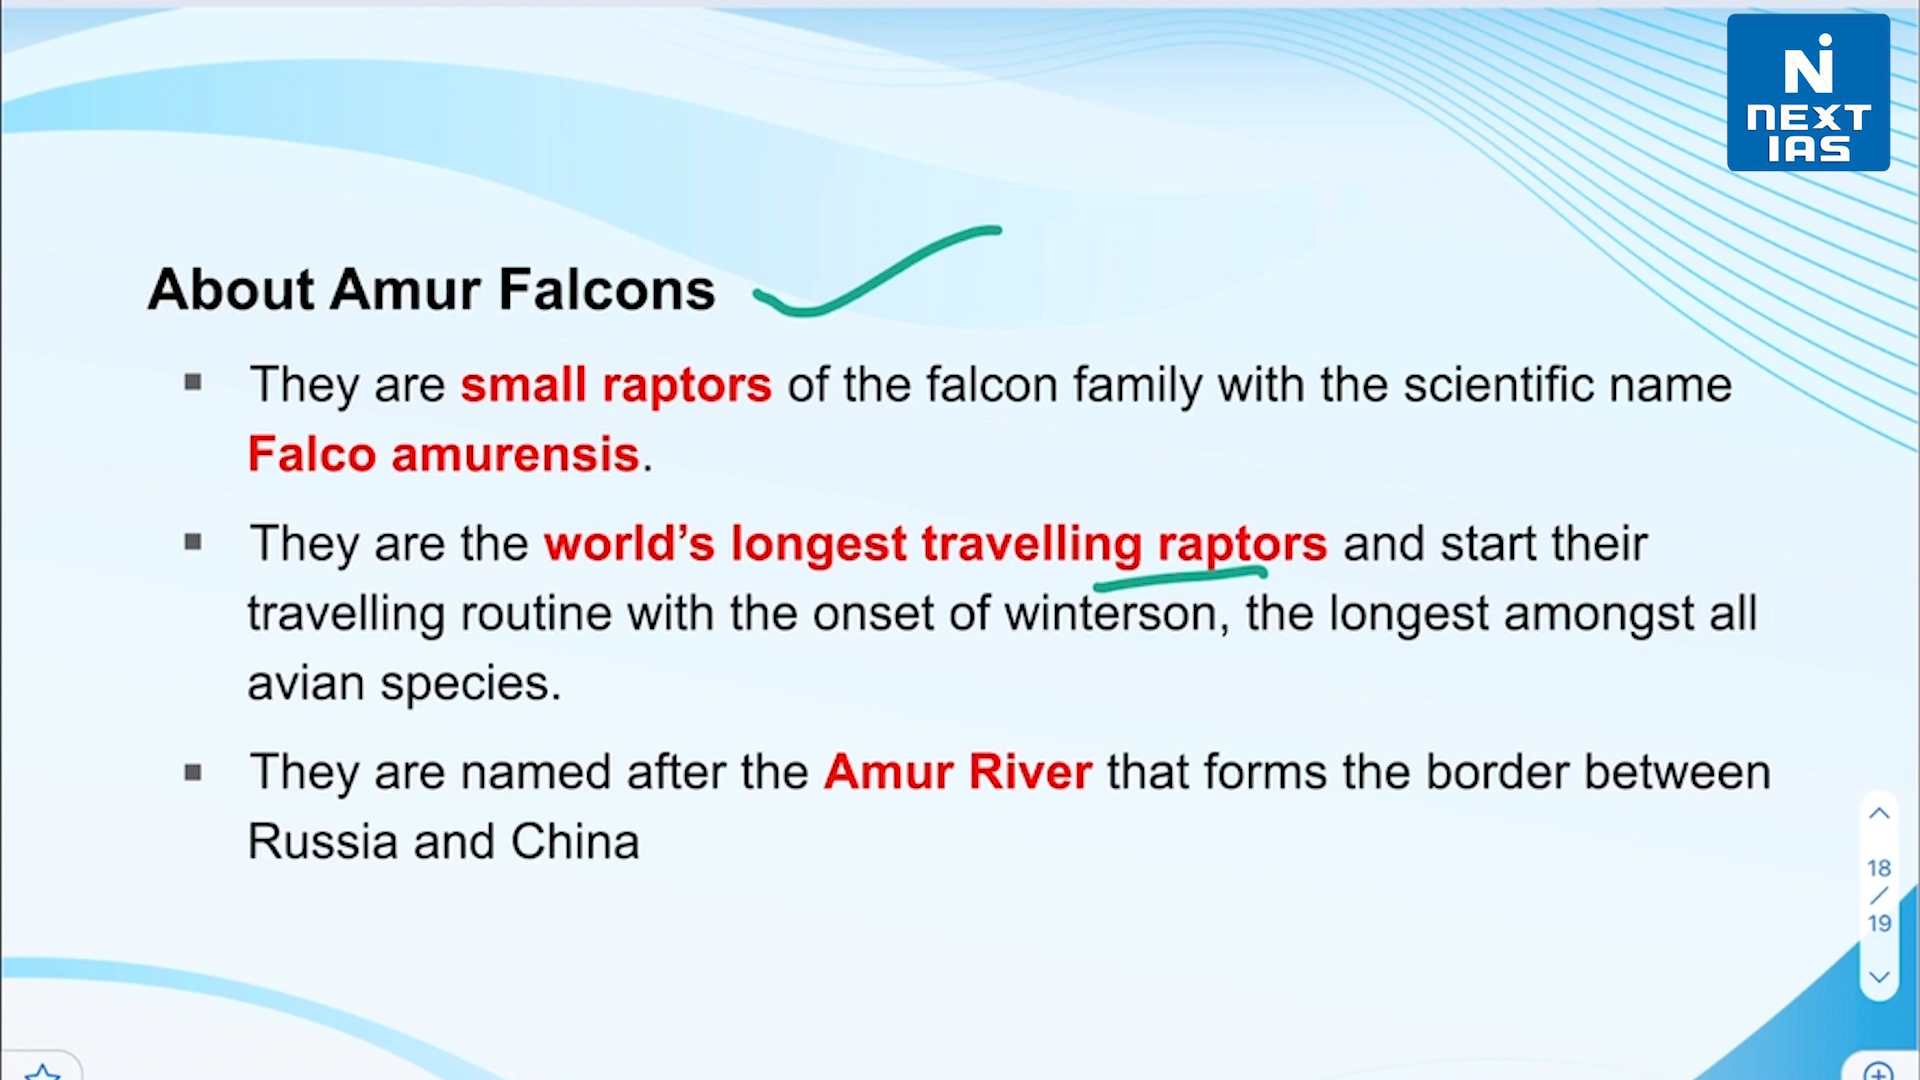 Ni
NEXT
IAS
About Amur Falcons
▪ They are small raptors of the falcon family with the scientific name
Falco amurensis.
▪ They are the world’s longest travelling raptors and start their
travelling routine with the onset of winterson, the longest amongst all
avian species.
▪ They are named after the Amur River that forms the border between
Russia and China
18
/
19